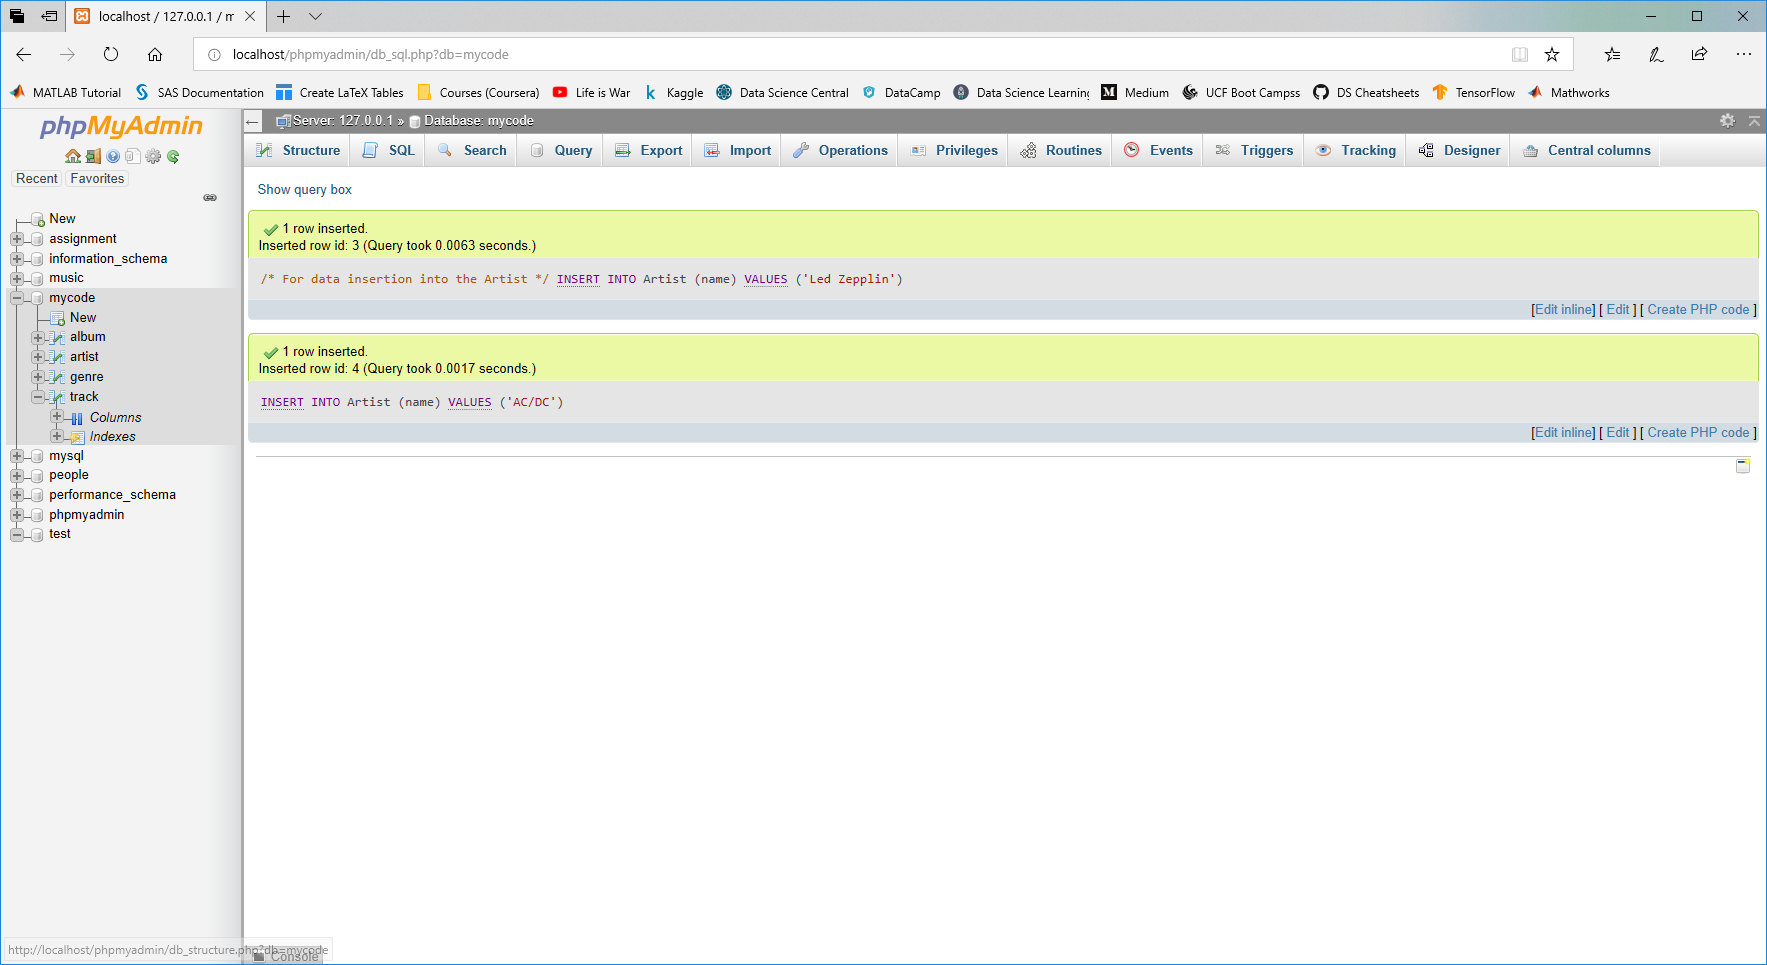 localhost / 127.0.0.1 / m
localhost/phpmyadmin/db_sql.php?db=mycode
MATLAB Tutorial SAS Documentation Create LaTeX Tables Courses (Coursera) Life is War Kaggle Data Science Central DataCamp Data Science Learning Medium UCF Boot Campss DS Cheatsheets TensorFlow Mathworks
phpMyAdmin
Recent Favorites
New
assignment
information_schema
music
mycode
New
album
artist
genre
track
Columns
Indexes
mysql
people
performance_schema
phpmyadmin
test
http://localhost/phpmyadmin/db_structure.php?db=mycode
Server: 127.0.0.1 » Database: mycode
Structure SQL Search Query Export Import Operations Privileges Routines Events Triggers Tracking Designer Central columns
Show query box
1 row inserted.
Inserted row id: 3 (Query took 0.0063 seconds.)
/* For data insertion into the Artist */ INSERT INTO Artist (name) VALUES ('Led Zepplin')
[Edit inline] [ Edit ] [ Create PHP code ]
1 row inserted.
Inserted row id: 4 (Query took 0.0017 seconds.)
INSERT INTO Artist (name) VALUES ('AC/DC')
[Edit inline] [ Edit ] [ Create PHP code ]
Console